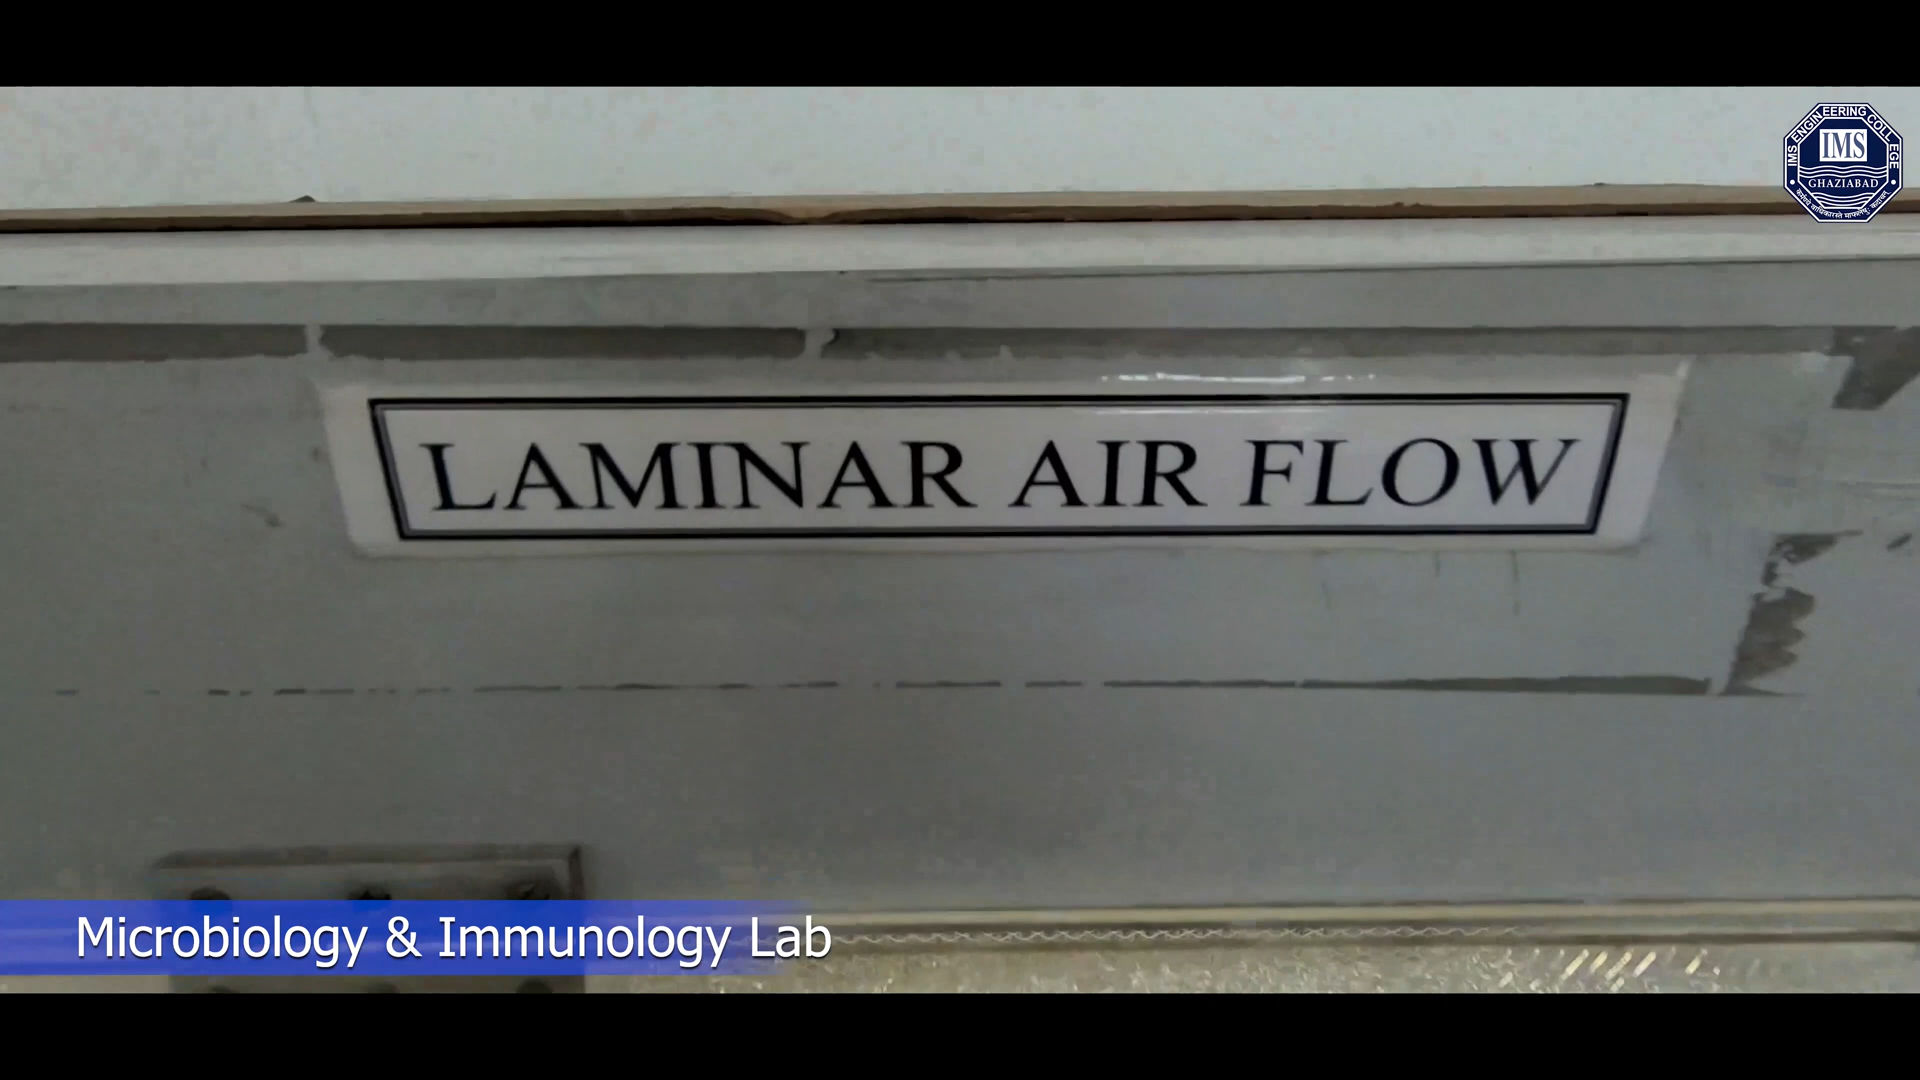 IMS ENGINEERING COLLEGE
IMS
GHAZIABAD
LAMINAR AIR FLOW
Microbiology & Immunology Lab